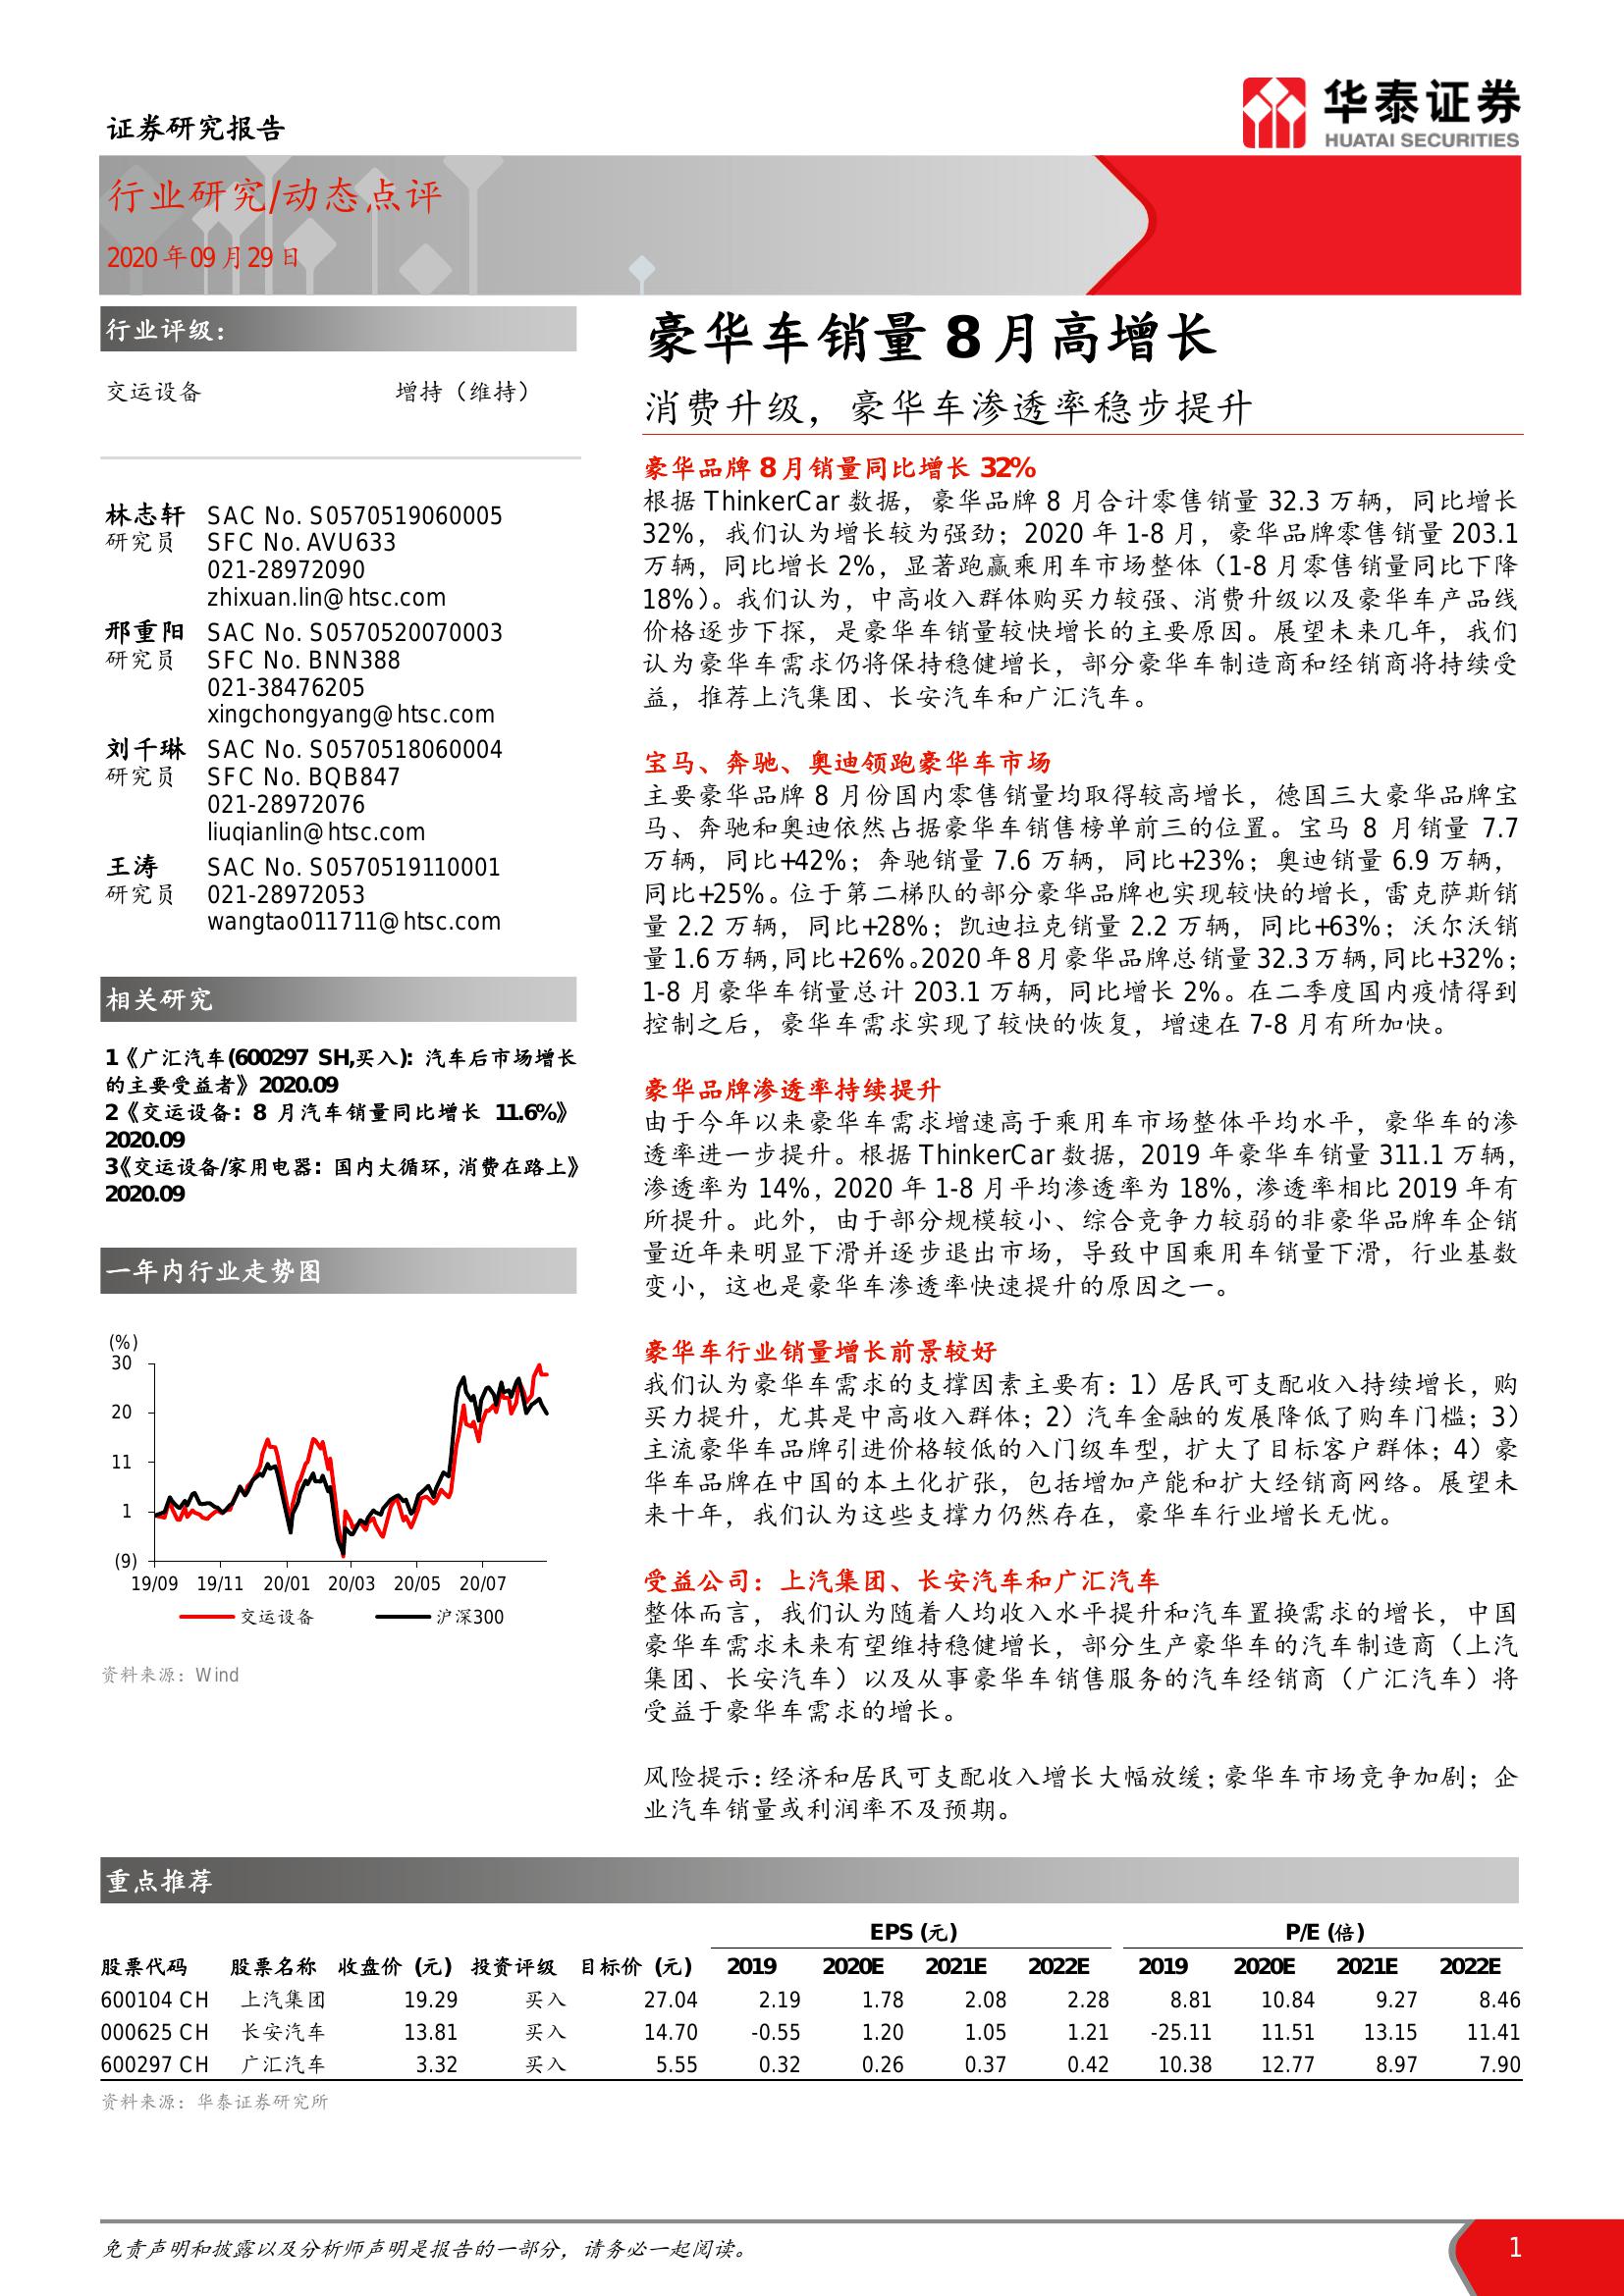 证券研究报告
华泰证券
HUATAI SECURITIES
行业研究/动态点评
2020年09月29日
行业评级：
交运设备 增持（维持）
林志轩 SAC No. S0570519060005
研究员 SFC No. AVU633
021-28972090
zhixuan.lin@htsc.com
邢重阳 SAC No. S0570520070003
研究员 SFC No. BNN388
021-38476205
xingchongyang@htsc.com
刘千琳 SAC No. S0570518060004
研究员 SFC No. BQB847
021-28972076
liuqianlin@htsc.com
王涛 SAC No. S0570519110001
研究员 021-28972053
wangtao011711@htsc.com
相关研究
1《广汇汽车(600297 SH,买入)：汽车后市场增长
的主要受益者》2020.09
2《交运设备：8 月汽车销量同比增长 11.6%》
2020.09
3《交运设备/家用电器：国内大循环，消费在路上》
2020.09
一年内行业走势图
(%)
30
20
11
1
(9)
19/09 19/11 20/01 20/03 20/05 20/07
交运设备 沪深300
资料来源：Wind
豪华车销量 8月高增长
消费升级，豪华车渗透率稳步提升
豪华品牌 8 月销量同比增长 32%
根据 ThinkerCar 数据，豪华品牌 8 月合计零售销量 32.3 万辆，同比增长
32%，我们认为增长较为强劲；2020 年 1-8 月，豪华品牌零售销量 203.1
万辆，同比增长 2%，显著跑赢乘用车市场整体（1-8 月零售销量同比下降
18%）。我们认为，中高收入群体购买力较强、消费升级以及豪华车产品线
价格逐步下探，是豪华车销量较快增长的主要原因。展望未来几年，我们
认为豪华车需求仍将保持稳健增长，部分豪华车制造商和经销商将持续受
益，推荐上汽集团、长安汽车和广汇汽车。
宝马、奔驰、奥迪领跑豪华车市场
主要豪华品牌 8 月份国内零售销量均取得较高增长，德国三大豪华品牌宝
马、奔驰和奥迪依然占据豪华车销售榜单前三的位置。宝马 8 月销量 7.7
万辆，同比+42%；奔驰销量 7.6 万辆，同比+23%；奥迪销量 6.9 万辆，
同比+25%。位于第二梯队的部分豪华品牌也实现较快的增长，雷克萨斯销
量 2.2 万辆，同比+28%；凯迪拉克销量 2.2 万辆，同比+63%；沃尔沃销
量 1.6 万辆，同比+26%。2020 年 8 月豪华品牌总销量 32.3 万辆，同比+32%；
1-8 月豪华车销量总计 203.1 万辆，同比增长 2%。在二季度国内疫情得到
控制之后，豪华车需求实现了较快的恢复，增速在 7-8 月有所加快。
豪华品牌渗透率持续提升
由于今年以来豪华车需求增速高于乘用车市场整体平均水平，豪华车的渗
透率进一步提升。根据 ThinkerCar 数据，2019 年豪华车销量 311.1 万辆，
渗透率为 14%，2020 年 1-8 月平均渗透率为 18%，渗透率相比 2019 年有
所提升。此外，由于部分规模较小、综合竞争力较弱的非豪华品牌车企销
量近年来明显下滑并逐步退出市场，导致中国乘用车销量下滑，行业基数
变小，这也是豪华车渗透率快速提升的原因之一。
豪华车行业销量增长前景较好
我们认为豪华车需求的支撑因素主要有：1）居民可支配收入持续增长，购
买力提升，尤其是中高收入群体；2）汽车金融的发展降低了购车门槛；3）
主流豪华车品牌引进价格较低的入门级车型，扩大了目标客户群体；4）豪
华车品牌在中国的本土化扩张，包括增加产能和扩大经销商网络。展望未
来十年，我们认为这些支撑力仍然存在，豪华车行业增长无忧。
受益公司：上汽集团、长安汽车和广汇汽车
整体而言，我们认为随着人均收入水平提升和汽车置换需求的增长，中国
豪华车需求未来有望维持稳健增长，部分生产豪华车的汽车制造商（上汽
集团、长安汽车）以及从事豪华车销售服务的汽车经销商（广汇汽车）将
受益于豪华车需求的增长。
风险提示：经济和居民可支配收入增长大幅放缓；豪华车市场竞争加剧；企
业汽车销量或利润率不及预期。
重点推荐
EPS (元) P/E (倍)
股票代码 股票名称 收盘价 (元) 投资评级 目标价 (元) 2019 2020E 2021E 2022E 2019 2020E 2021E 2022E
600104 CH 上汽集团 19.29 买入 27.04 2.19 1.78 2.08 2.28 8.81 10.84 9.27 8.46
000625 CH 长安汽车 13.81 买入 14.70 -0.55 1.20 1.05 1.21 -25.11 11.51 13.15 11.41
600297 CH 广汇汽车 3.32 买入 5.55 0.32 0.26 0.37 0.42 10.38 12.77 8.97 7.90
资料来源：华泰证券研究所
免责声明和披露以及分析师声明是报告的一部分，请务必一起阅读。 1